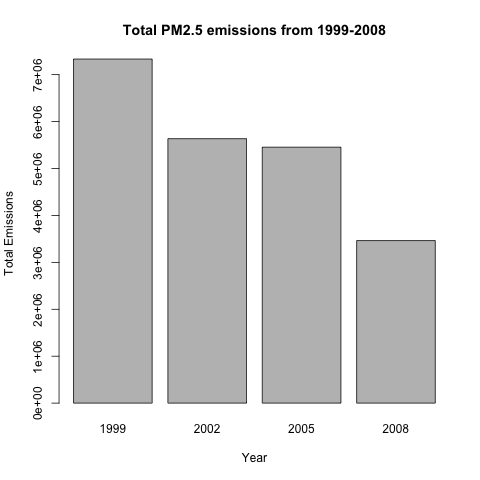 Total PM2.5 emissions from 1999-2008
Total Emissions
7e+06
6e+06
5e+06
4e+06
3e+06
2e+06
1e+06
0e+00
1999 2002 2005 2008
Year